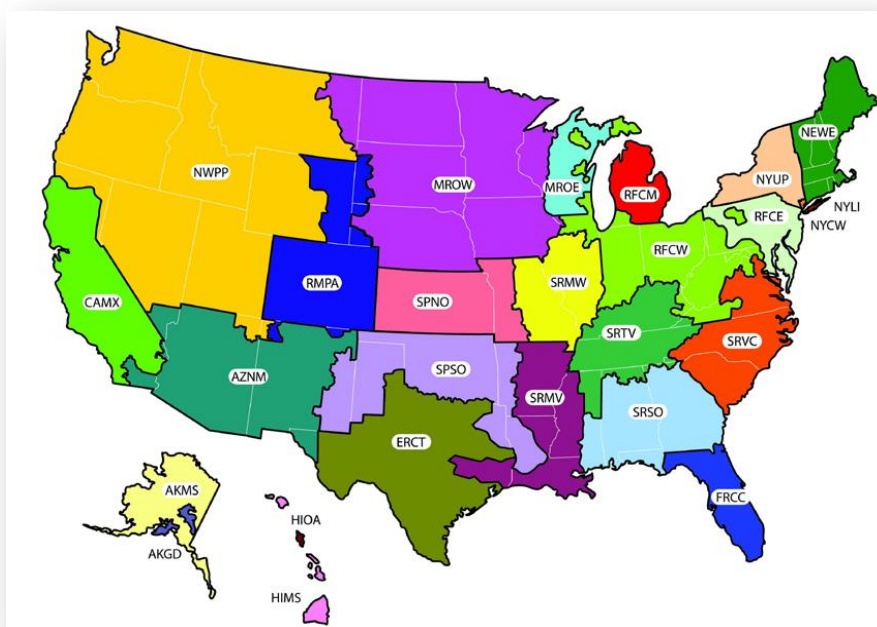 NWPP
MROW
MROE
RFCM
NEWE
NYUP
NYLI
NYCW
RFCE
RFCW
CAMX
RMPA
SPNO
SRMW
SRTV
SRVC
AZNM
SPSO
SRMV
SRSO
ERCT
FRCC
AKMS
AKGD
HIOA
HIMS